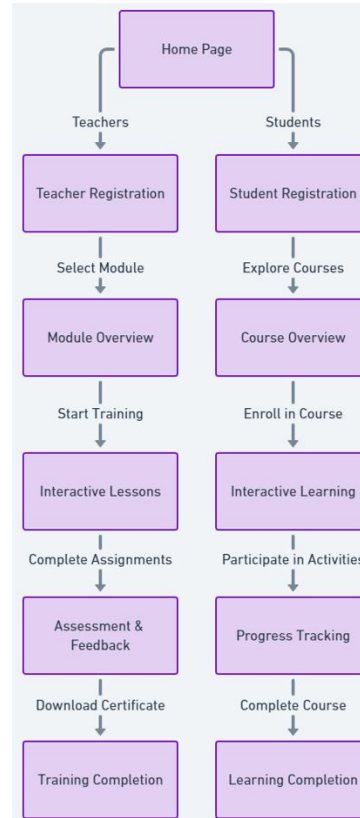 Home Page
Teachers
Students
Teacher Registration
Student Registration
Select Module
Explore Courses
Module Overview
Course Overview
Start Training
Enroll in Course
Interactive Lessons
Interactive Learning
Complete Assignments
Participate in Activities
Assessment &
Feedback
Progress Tracking
Download Certificate
Complete Course
Training Completion
Learning Completion